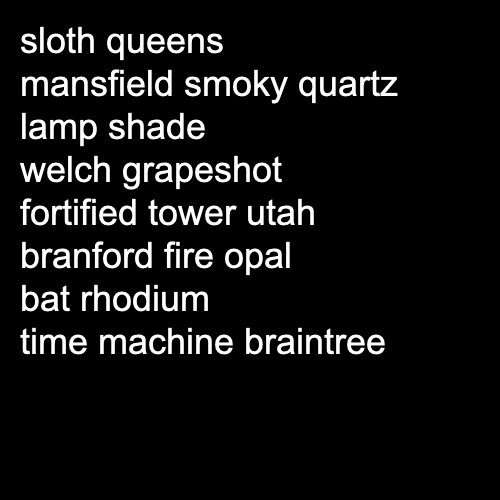 sloth queens
mansfield smoky quartz
lamp shade
welch grapeshot
fortified tower utah
branford fire opal
bat rhodium
time machine braintree